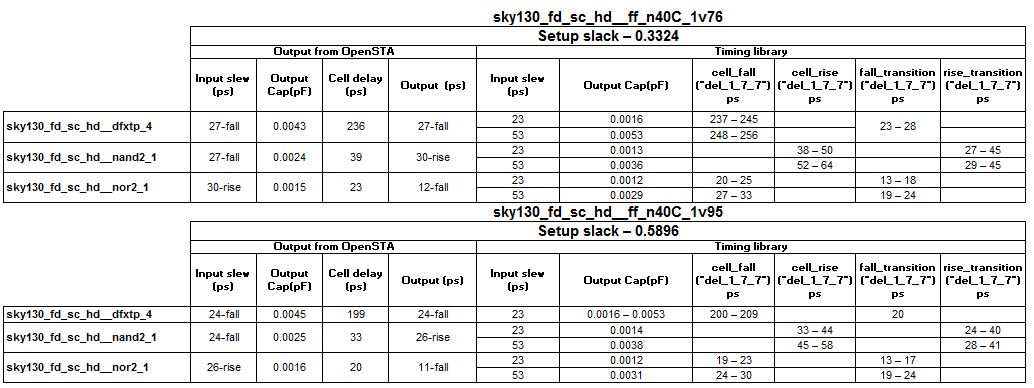 sky130_fd_sc_hd__ff_n40C_1v76
Setup slack – 0.3324
Output from OpenSTA Timing library
Input slew (ps) Output Cap(pF) Cell delay (ps) Output (ps) Input slew (ps) Output Cap(pF) cell_fall ("del_1_7_7") ps cell_rise ("del_1_7_7") ps fall_transition ("del_1_7_7") ps rise_transition ("del_1_7_7") ps
sky130_fd_sc_hd__dfxtp_4 27-fall 0.0043 236 27-fall 23 0.0016 237 – 245 23 – 28
53 0.0053 248 – 256
sky130_fd_sc_hd__nand2_1 27-fall 0.0024 39 30-rise 23 0.0013 38 – 50 27 – 45
53 0.0036 52 – 64 29 – 45
sky130_fd_sc_hd__nor2_1 30-rise 0.0015 23 12-fall 23 0.0012 20 – 25 13 – 18
53 0.0029 27 – 33 19 – 24
sky130_fd_sc_hd__ff_n40C_1v95
Setup slack – 0.5896
Output from OpenSTA Timing library
Input slew (ps) Output Cap(pF) Cell delay (ps) Output (ps) Input slew (ps) Output Cap(pF) cell_fall ("del_1_7_7") ps cell_rise ("del_1_7_7") ps fall_transition ("del_1_7_7") ps rise_transition ("del_1_7_7") ps
sky130_fd_sc_hd__dfxtp_4 24-fall 0.0045 199 24-fall 23 0.0016 – 0.0053 200 – 209 20
sky130_fd_sc_hd__nand2_1 24-fall 0.0025 33 26-rise 23 0.0014 33 – 44 24 – 40
53 0.0038 45 – 58 28 – 41
sky130_fd_sc_hd__nor2_1 26-rise 0.0016 20 11-fall 23 0.0012 19 – 23 13 – 17
53 0.0031 24 – 30 19 – 24